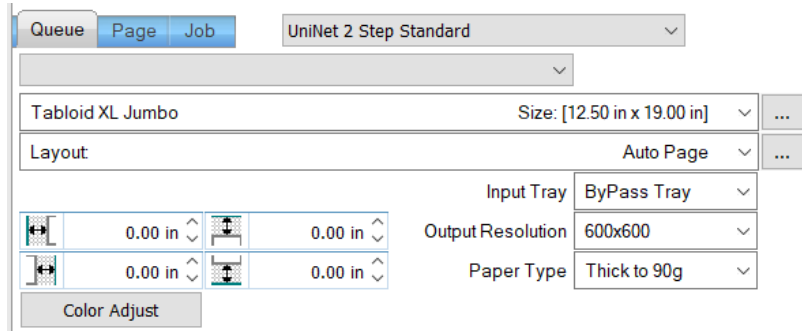 Queue Page Job UniNet 2 Step Standard
Tabloid XL Jumbo Size: [12.50 in x 19.00 in] ...
Layout: Auto Page ...
Input Tray ByPass Tray
0.00 in 0.00 in Output Resolution 600x600
0.00 in 0.00 in Paper Type Thick to 90g
Color Adjust